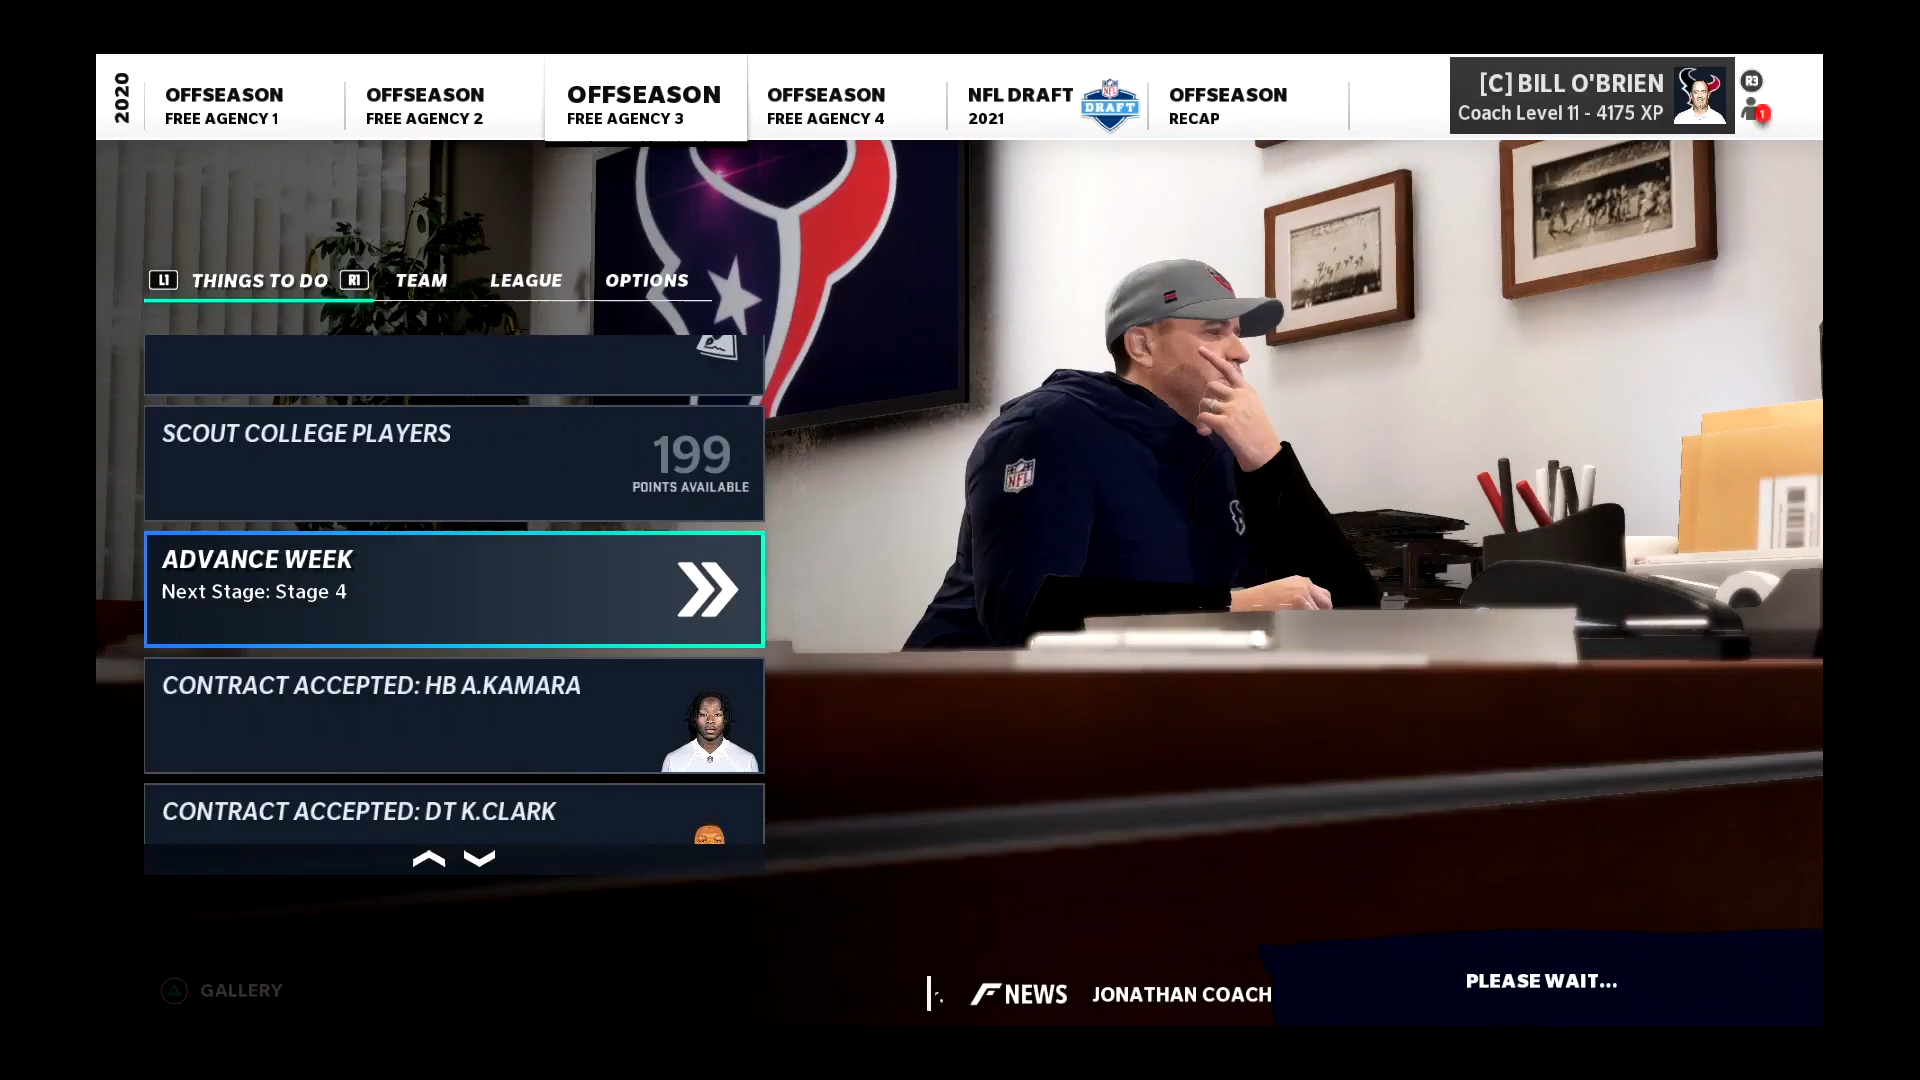 2020
OFFSEASON
FREE AGENCY 1
OFFSEASON
FREE AGENCY 2
OFFSEASON
FREE AGENCY 3
OFFSEASON
FREE AGENCY 4
NFL DRAFT
2021
NFL
DRAFT
OFFSEASON
RECAP
[C] BILL O'BRIEN
Coach Level 11 - 4175 XP
R3
1
L1 THINGS TO DO R1 TEAM LEAGUE OPTIONS
SCOUT COLLEGE PLAYERS
199
POINTS AVAILABLE
ADVANCE WEEK
Next Stage: Stage 4
CONTRACT ACCEPTED: HB A.KAMARA
CONTRACT ACCEPTED: DT K.CLARK
NFL
GALLERY
NEWS JONATHAN COACH
PLEASE WAIT...